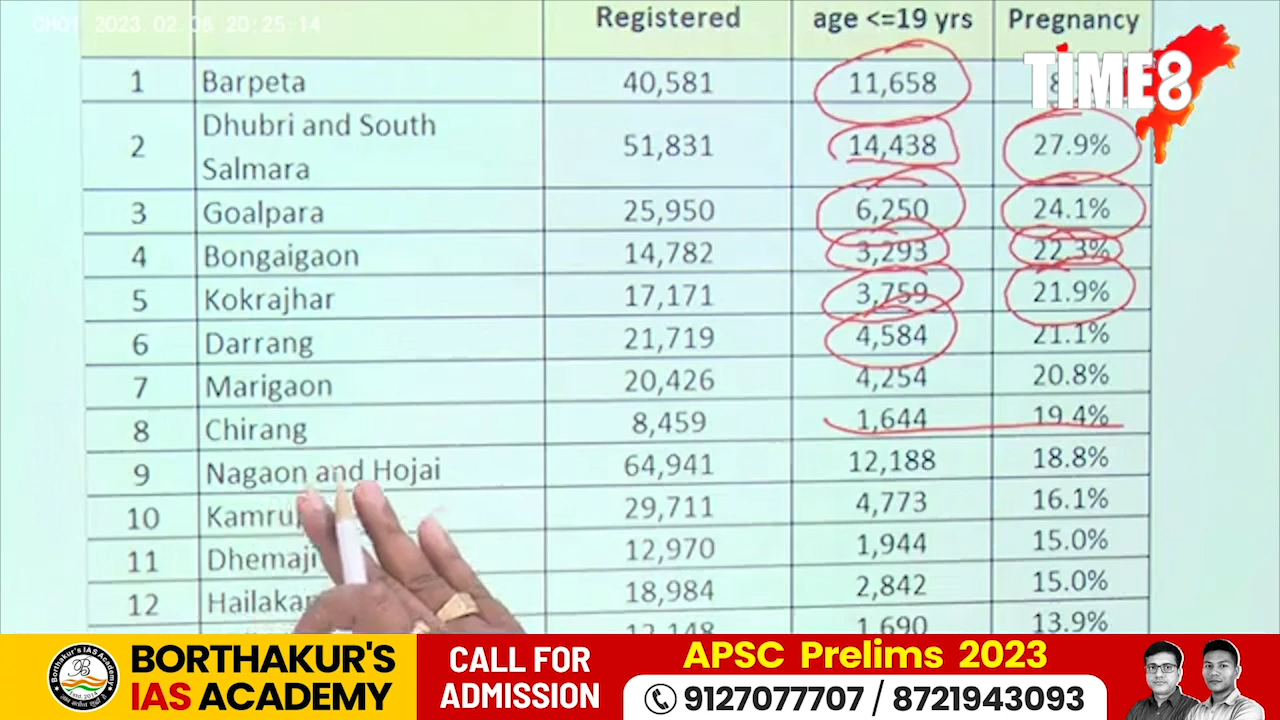 CH01 2023.02.06 20:25:14
Registered age <=19 yrs Pregnancy
TIME8
1 Barpeta 40,581 11,658
2 Dhubri and South Salmara 51,831 14,438 27.9%
3 Goalpara 25,950 6,250 24.1%
4 Bongaigaon 14,782 3,293 22.3%
5 Kokrajhar 17,171 3,759 21.9%
6 Darrang 21,719 4,584 21.1%
7 Marigaon 20,426 4,254 20.8%
8 Chirang 8,459 1,644 19.4%
9 Nagaon and Hojai 64,941 12,188 18.8%
10 29,711 4,773 16.1%
11 Dhemaji 12,970 1,944 15.0%
12 18,984 2,842 15.0%
12,148 1,690 13.9%
BORTHAKUR'S
IAS ACADEMY
CALL FOR
ADMISSION
APSC Prelims 2023
9127077707 / 8721943093